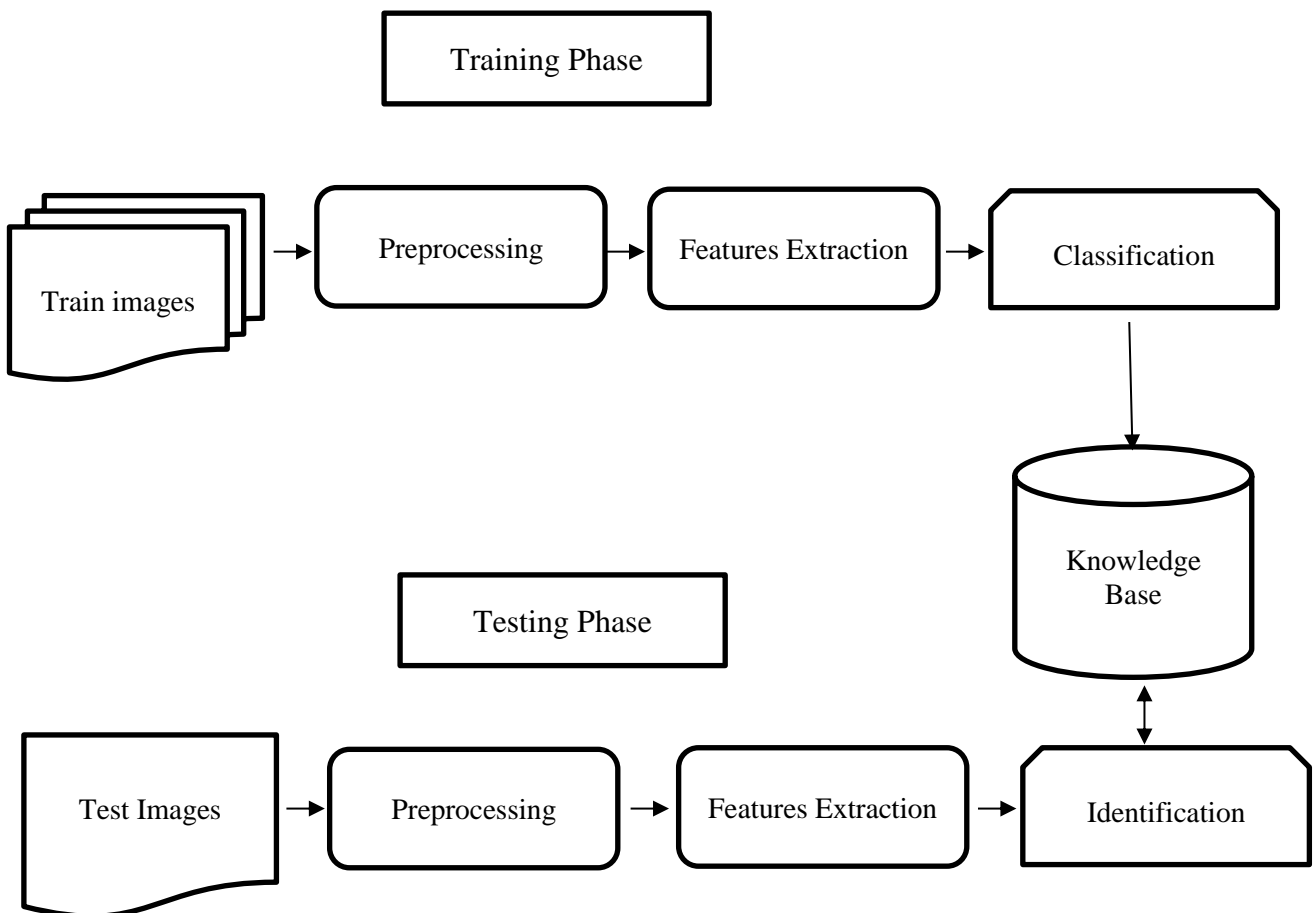 Training Phase
Train images
Preprocessing
Features Extraction
Classification
Knowledge
Base
Testing Phase
Test Images
Preprocessing
Features Extraction
Identification